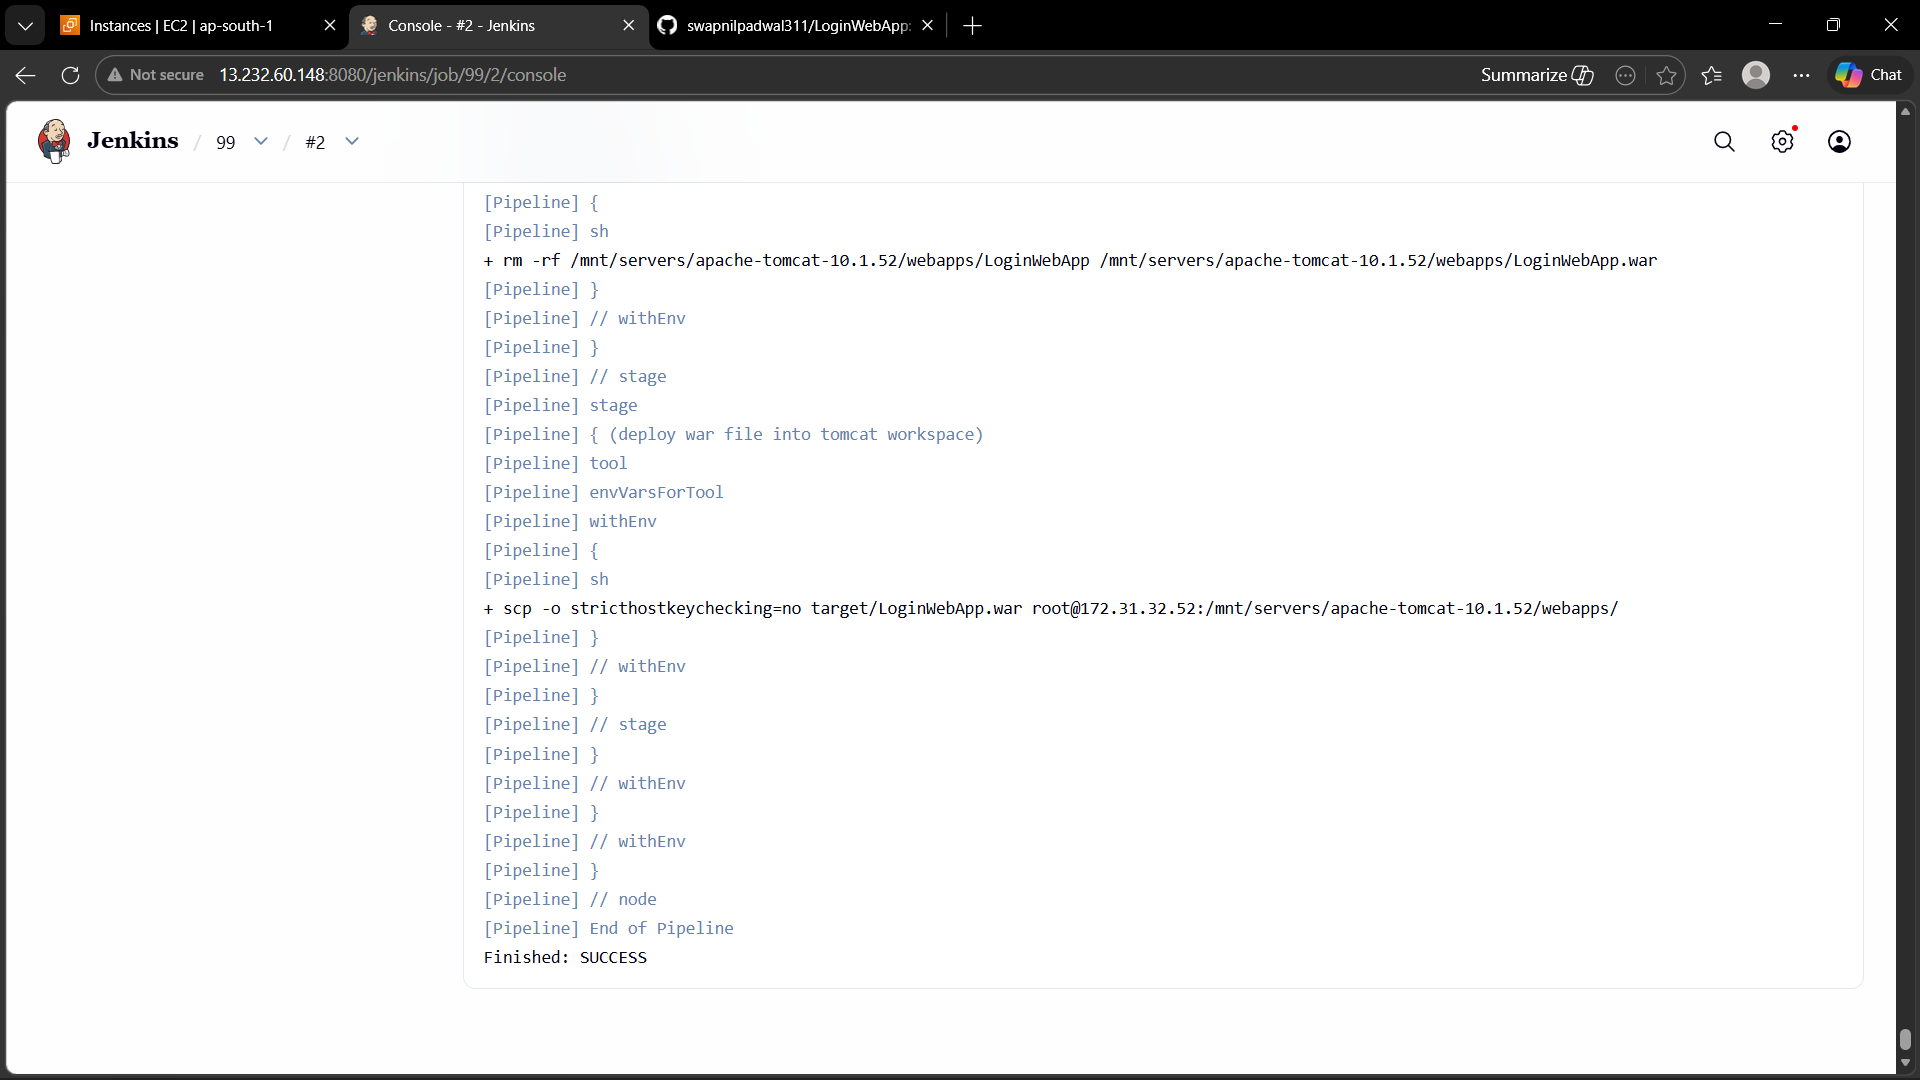 Instances | EC2 | ap-south-1
Console - #2 - Jenkins
swapnilpadwal311/LoginWebApp:
Not secure
13.232.60.148:8080/jenkins/job/99/2/console
Summarize
Chat
Jenkins / 99 / #2
[Pipeline] {
[Pipeline] sh
+ rm -rf /mnt/servers/apache-tomcat-10.1.52/webapps/LoginWebApp /mnt/servers/apache-tomcat-10.1.52/webapps/LoginWebApp.war
[Pipeline] }
[Pipeline] // withEnv
[Pipeline] }
[Pipeline] // stage
[Pipeline] stage
[Pipeline] { (deploy war file into tomcat workspace)
[Pipeline] tool
[Pipeline] envVarsForTool
[Pipeline] withEnv
[Pipeline] {
[Pipeline] sh
+ scp -o stricthostkeychecking=no target/LoginWebApp.war root@172.31.32.52:/mnt/servers/apache-tomcat-10.1.52/webapps/
[Pipeline] }
[Pipeline] // withEnv
[Pipeline] }
[Pipeline] // stage
[Pipeline] }
[Pipeline] // withEnv
[Pipeline] }
[Pipeline] // withEnv
[Pipeline] }
[Pipeline] // node
[Pipeline] End of Pipeline
Finished: SUCCESS